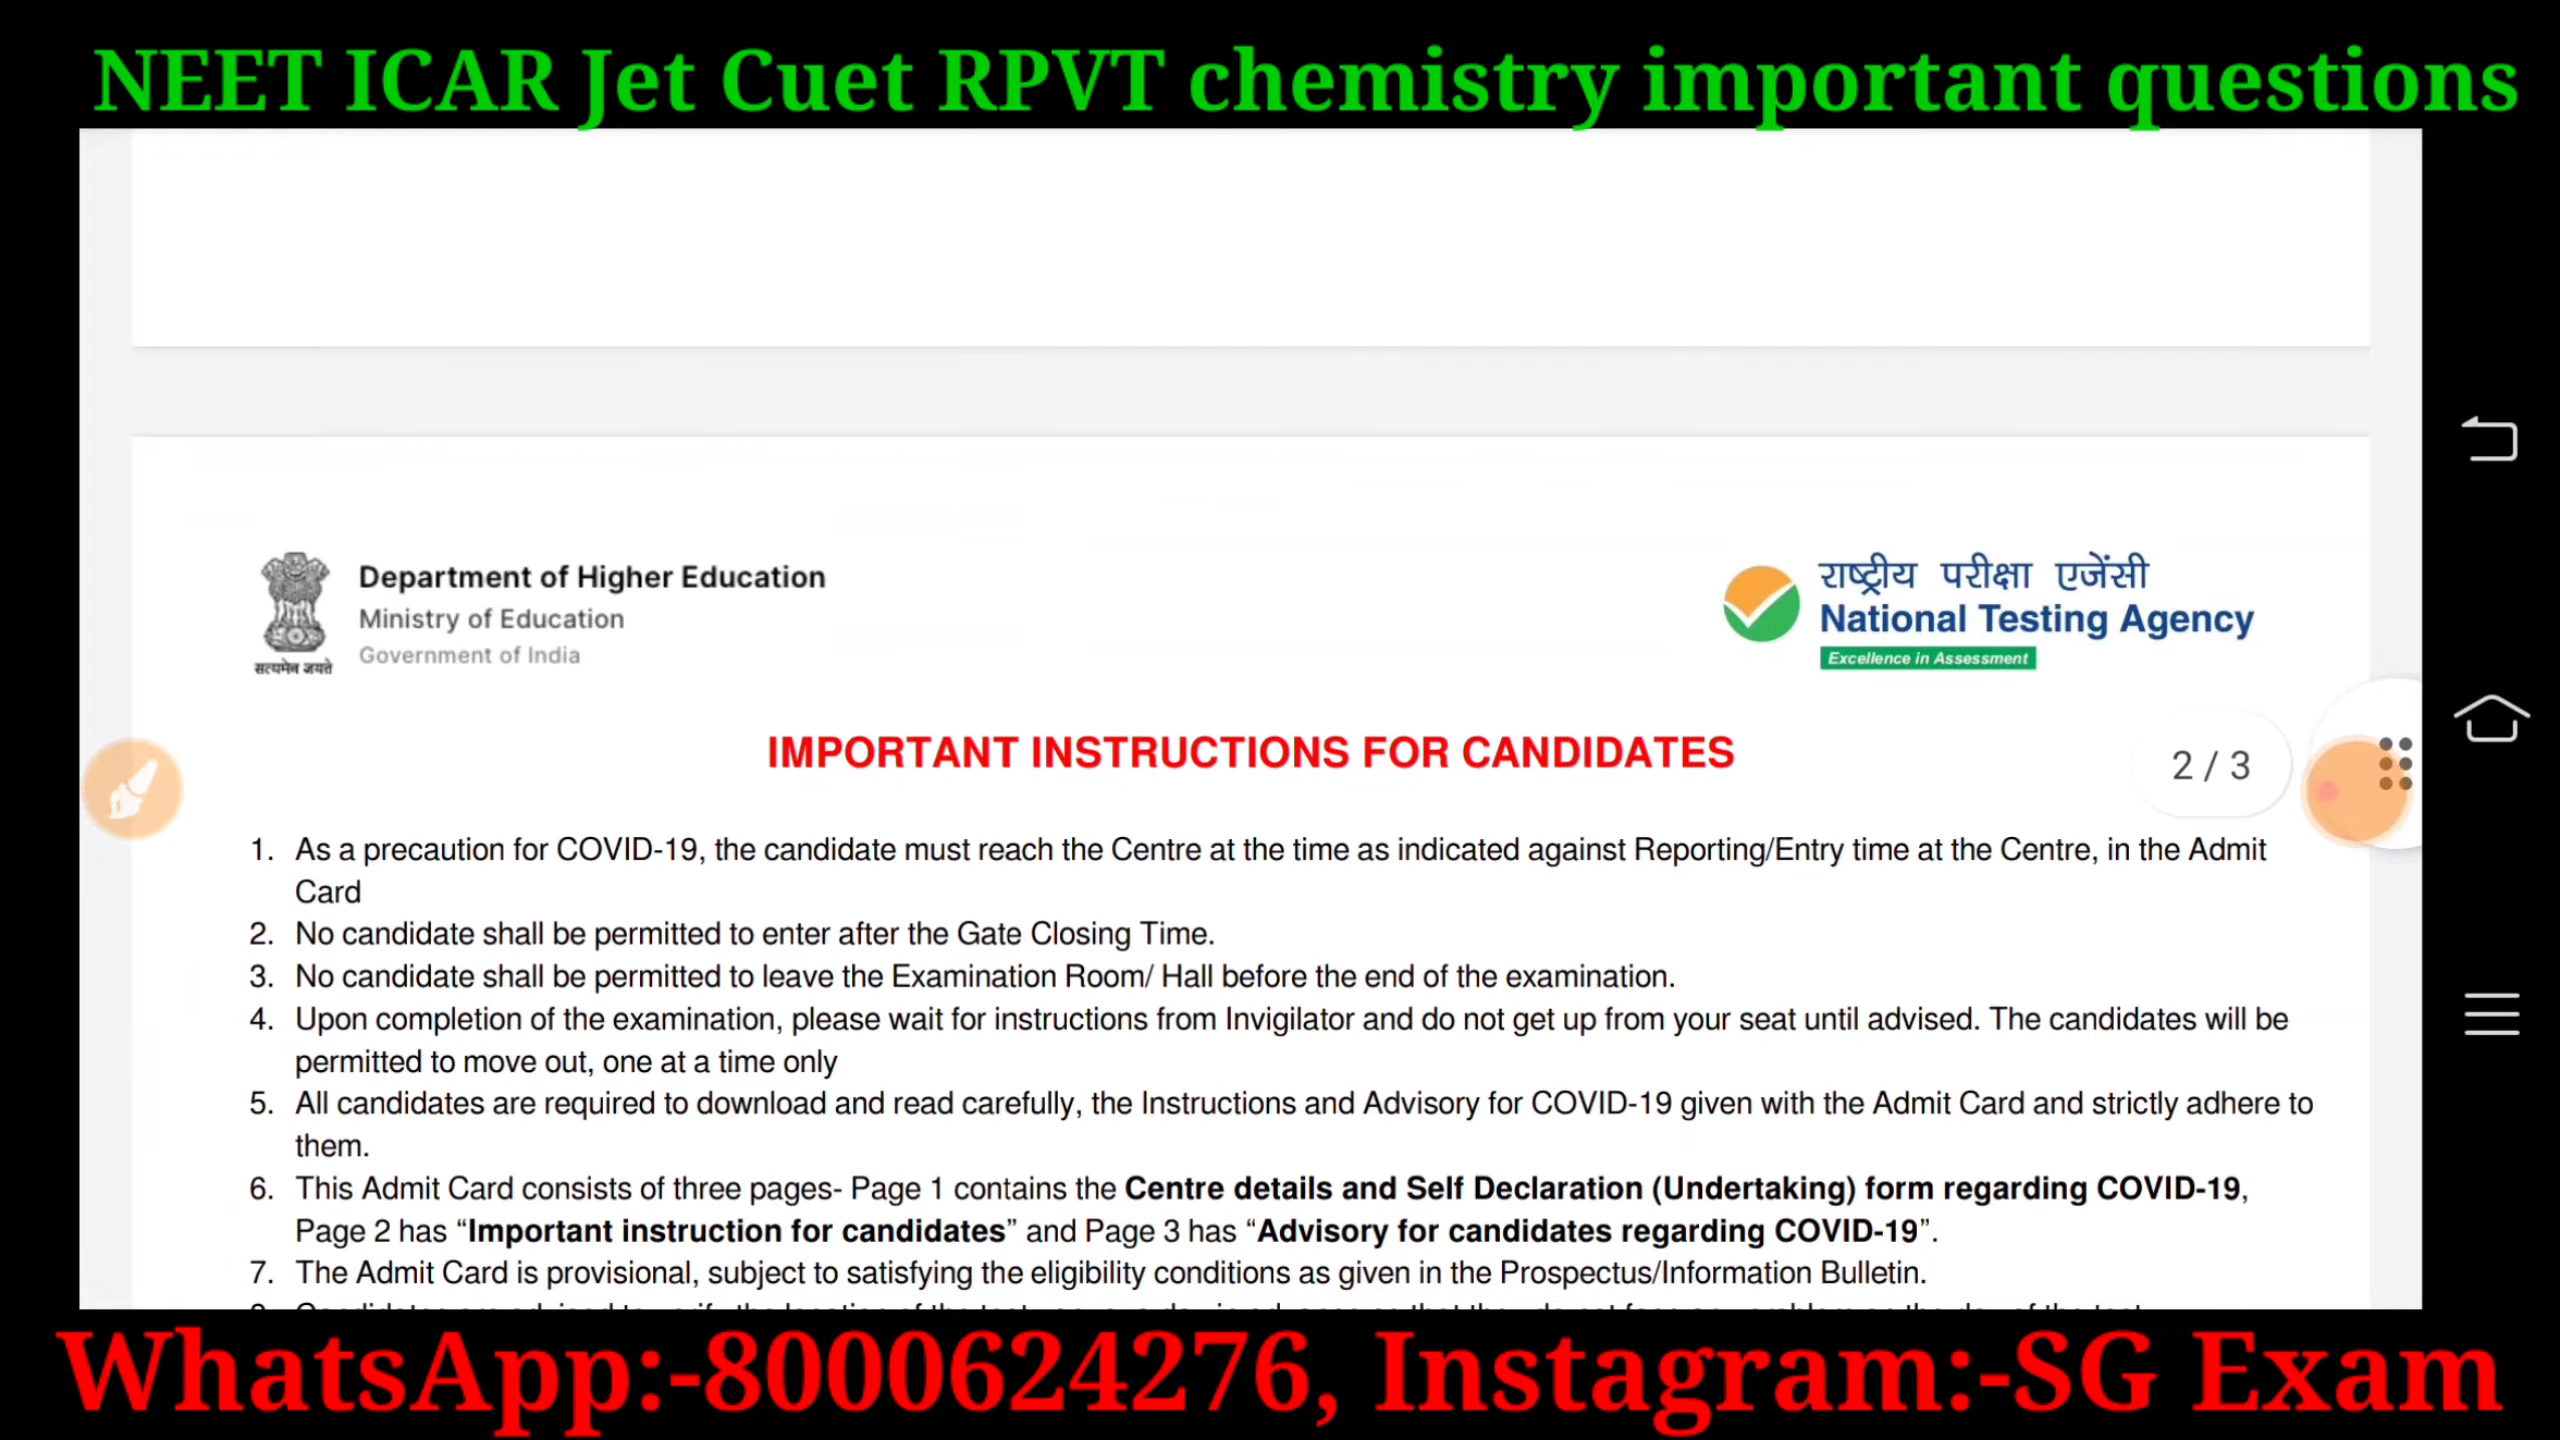 NEET ICAR Jet Cuet RPVT chemistry important questions
Department of Higher Education
Ministry of Education
Government of India
सत्यमेव जयते
राष्ट्रीय परीक्षा एजेंसी
National Testing Agency
Excellence in Assessment
IMPORTANT INSTRUCTIONS FOR CANDIDATES
2 / 3
1. As a precaution for COVID-19, the candidate must reach the Centre at the time as indicated against Reporting/Entry time at the Centre, in the Admit
Card
2. No candidate shall be permitted to enter after the Gate Closing Time.
3. No candidate shall be permitted to leave the Examination Room/ Hall before the end of the examination.
4. Upon completion of the examination, please wait for instructions from Invigilator and do not get up from your seat until advised. The candidates will be
permitted to move out, one at a time only
5. All candidates are required to download and read carefully, the Instructions and Advisory for COVID-19 given with the Admit Card and strictly adhere to
them.
6. This Admit Card consists of three pages- Page 1 contains the Centre details and Self Declaration (Undertaking) form regarding COVID-19,
Page 2 has “Important instruction for candidates” and Page 3 has “Advisory for candidates regarding COVID-19”.
7. The Admit Card is provisional, subject to satisfying the eligibility conditions as given in the Prospectus/Information Bulletin.
WhatsApp:-8000624276, Instagram:-SG Exam